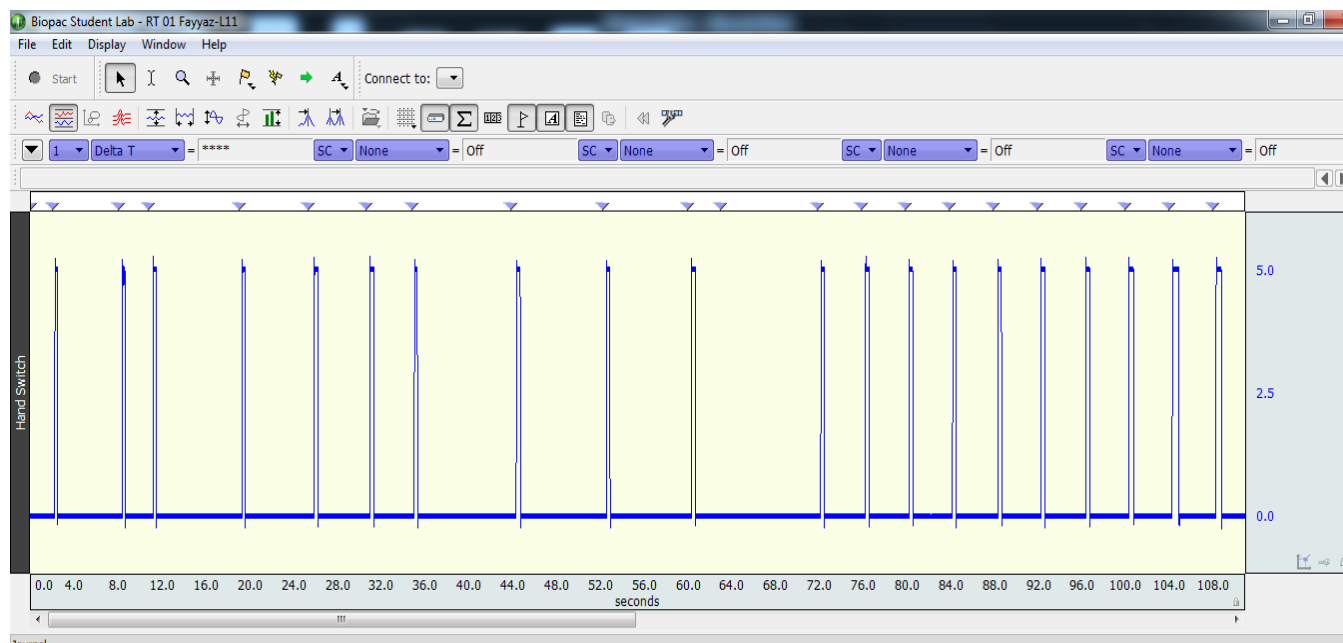 Biopac Student Lab - RT 01 Fayyaz-L11
File Edit Display Window Help
Start Connect to:
1 Delta T = **** SC None = Off SC None = Off SC None = Off SC None = Off
Hand Switch
5.0
2.5
0.0
0.0 4.0 8.0 12.0 16.0 20.0 24.0 28.0 32.0 36.0 40.0 44.0 48.0 52.0 56.0 60.0 64.0 68.0 72.0 76.0 80.0 84.0 88.0 92.0 96.0 100.0 104.0 108.0
seconds